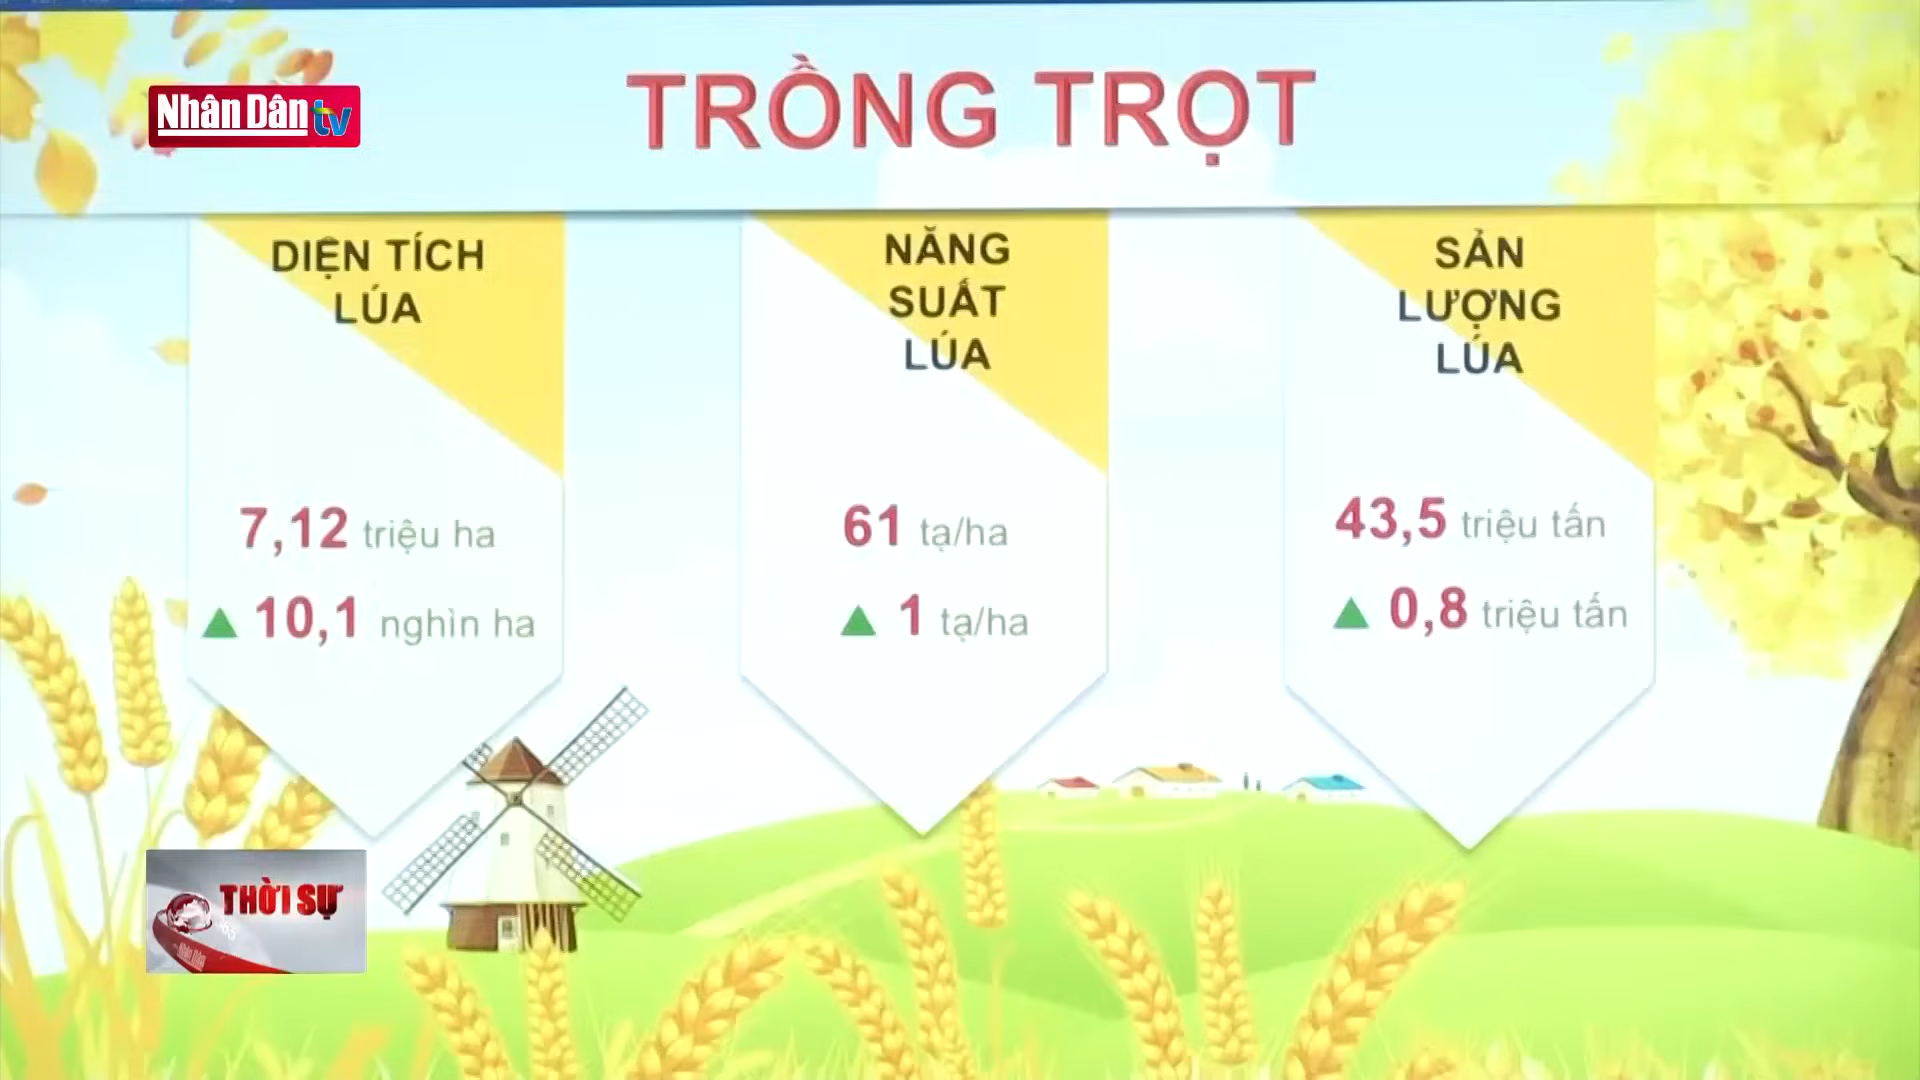 Nhân Dân tv
TRỒNG TRỌT
DIỆN TÍCH
LÚA
7,12 triệu ha
▲ 10,1 nghìn ha
NĂNG
SUẤT
LÚA
61 tạ/ha
▲ 1 tạ/ha
SẢN
LƯỢNG
LÚA
43,5 triệu tấn
▲ 0,8 triệu tấn
THỜI SỰ
Nhân Dân